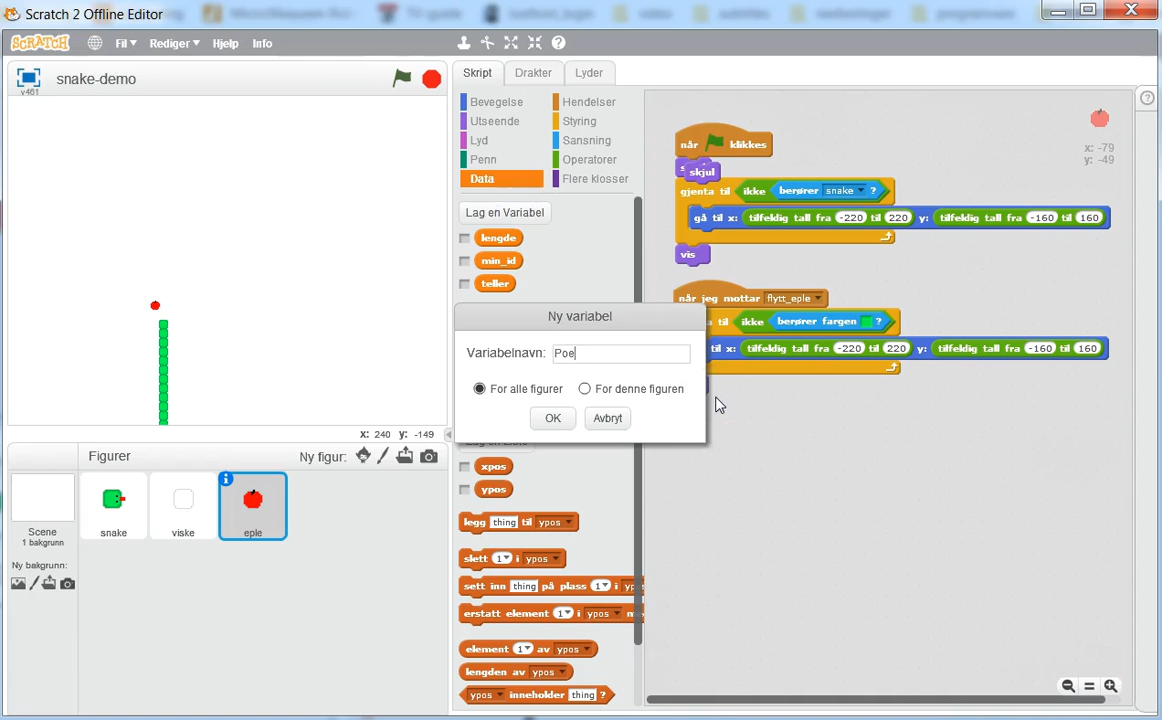 Scratch 2 Offline Editor
SCRATCH Fil Rediger Hjelp Info
v461
snake-demo
Skript Drakter Lyder
Bevegelse Hendelser
Utseende Styring
Lyd Sansning
Penn Operatorer
Data Flere klosser
Lag en Variabel
lengde
min_id
teller
når klikkes
skjul
gjenta til ikke berører snake ?
gå til x: tilfeldig tall fra -220 til 220 y: tilfeldig tall fra -160 til 160
vis
x: -79
y: -49
når jeg mottar flytt_eple
til ikke berører fargen ?
til x: tilfeldig tall fra -220 til 220 y: tilfeldig tall fra -160 til 160
Ny variabel
Variabelnavn: Poe
For alle figurer For denne figuren
OK Avbryt
x: 240 y: -149
Figurer Ny figur:
Scene
1 bakgrunn
Ny bakgrunn:
snake viske eple
xpos
ypos
legg thing til ypos
slett 1 i ypos
sett inn thing på plass 1 i
erstatt element 1 i ypos
element 1 av ypos
lengden av ypos
ypos inneholder thing ?